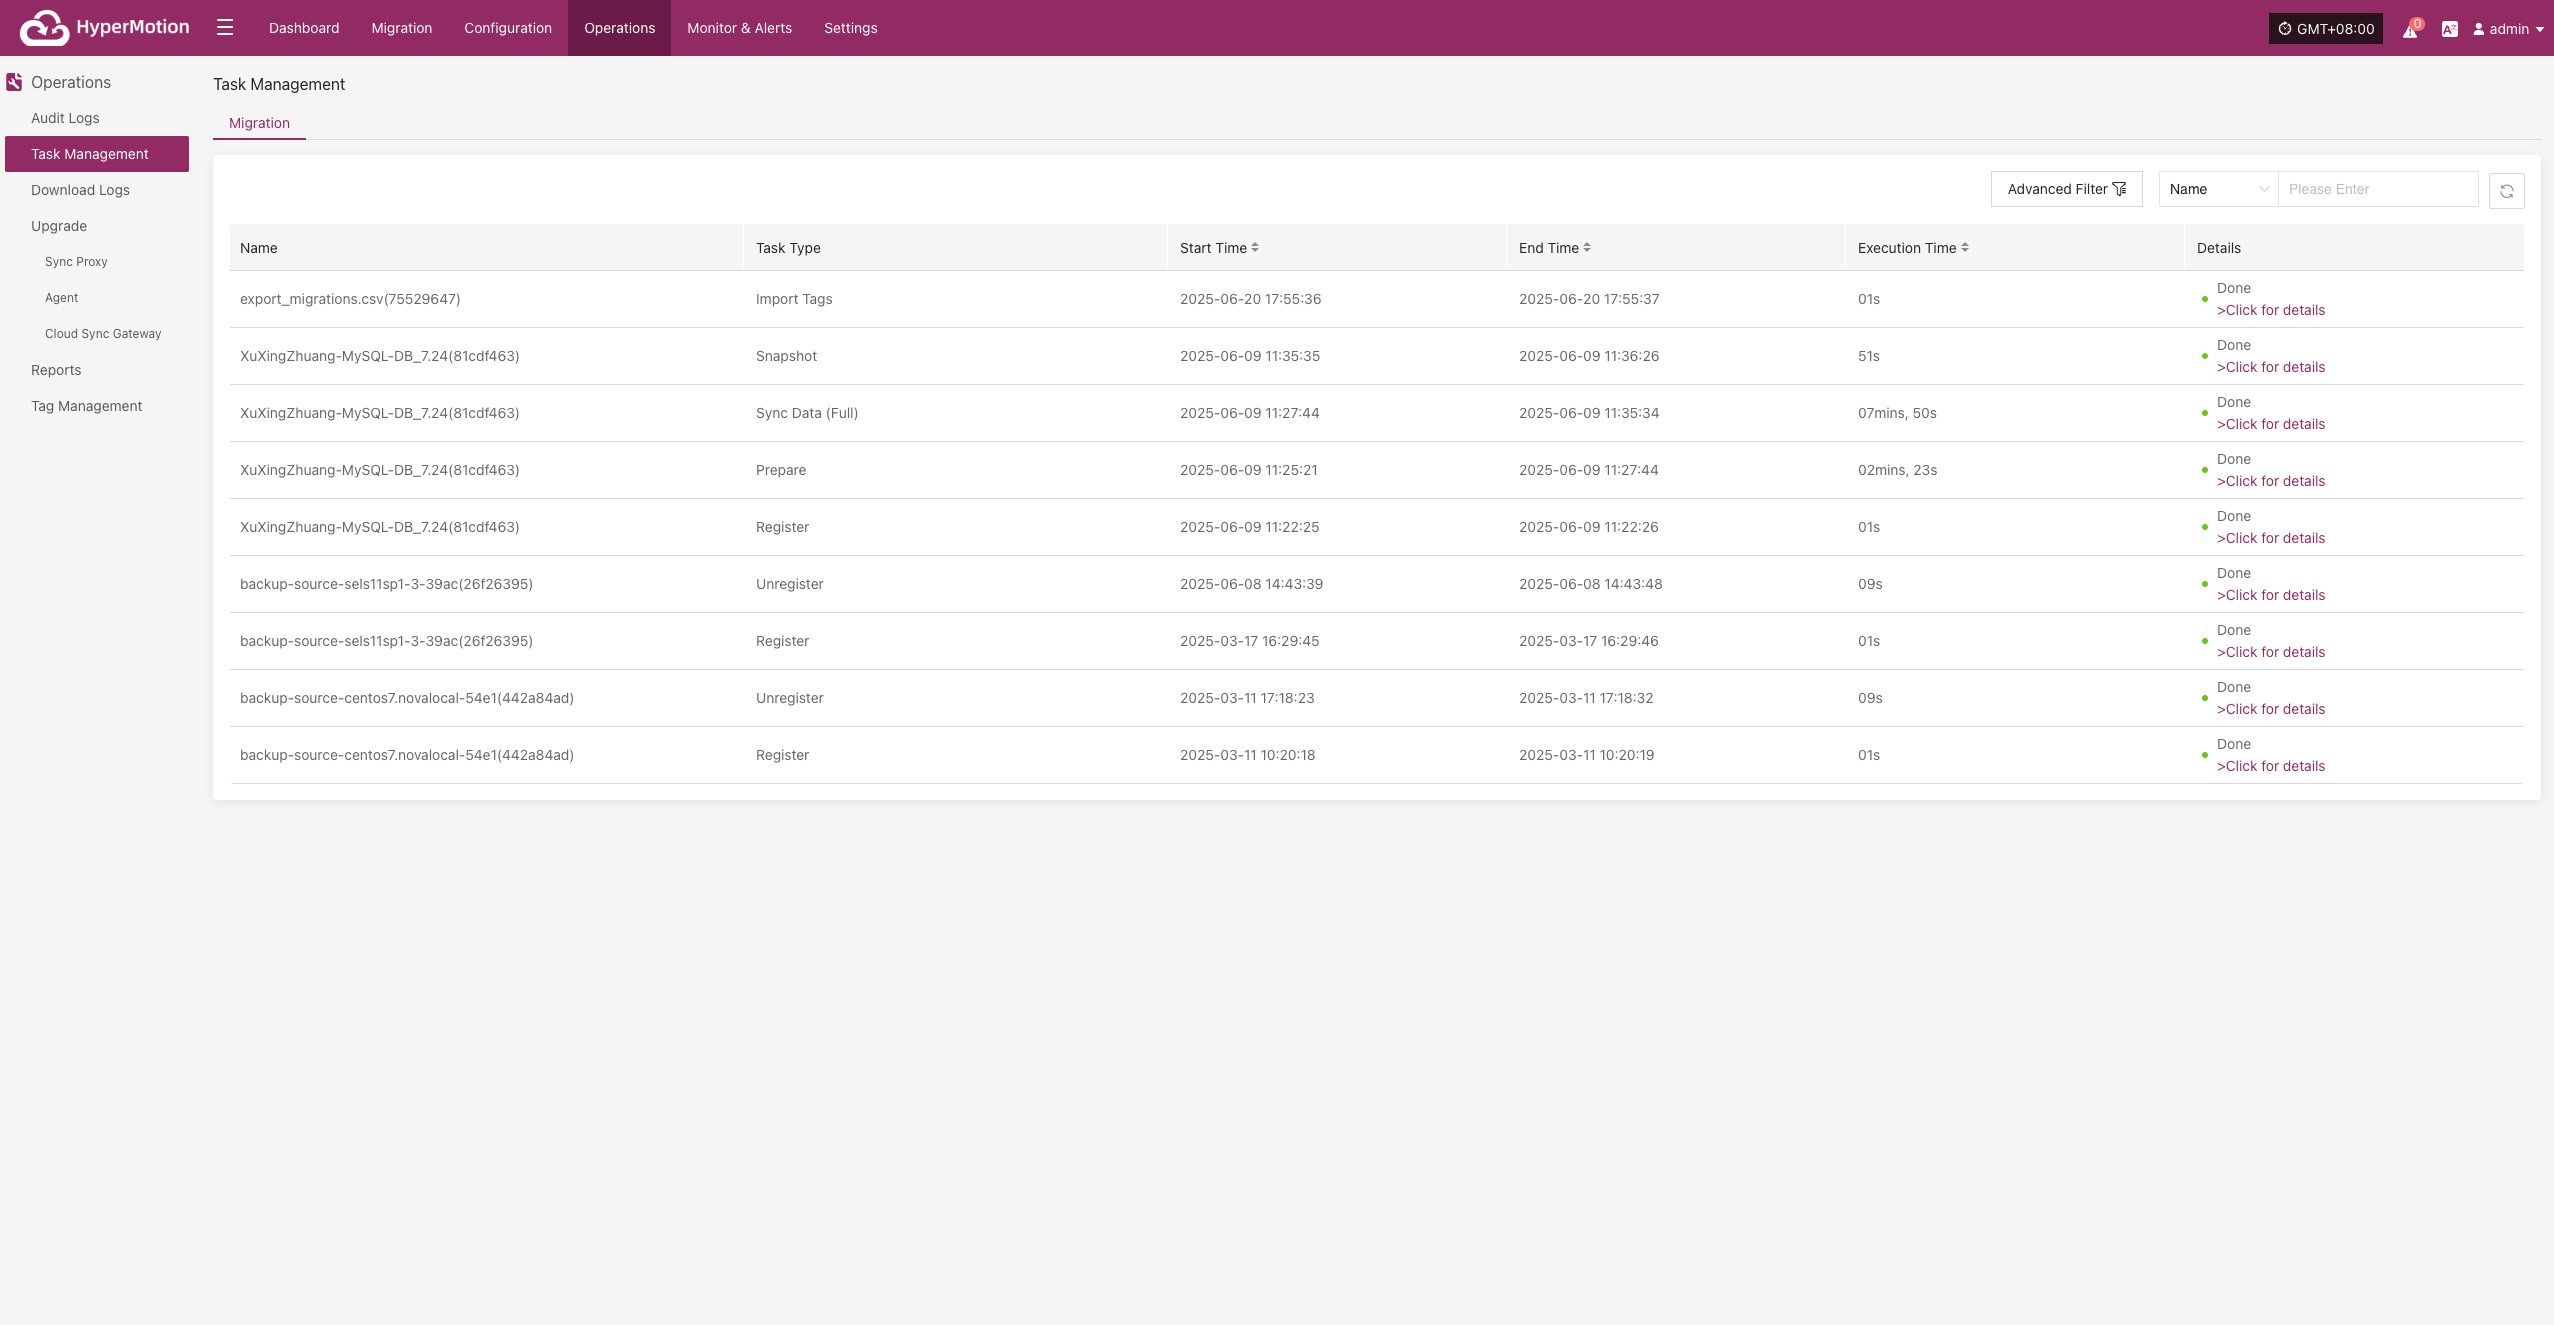 HyperMotion
Dashboard
Migration
Configuration
Operations
Monitor & Alerts
Settings
GMT+08:00
0
A
admin
Operations
Audit Logs
Task Management
Download Logs
Upgrade
Sync Proxy
Agent
Cloud Sync Gateway
Reports
Tag Management
Task Management
Migration
Advanced Filter
Name
Please Enter
Name Task Type Start Time End Time Execution Time Details
export_migrations.csv(75529647) Import Tags 2025-06-20 17:55:36 2025-06-20 17:55:37 01s Done
>Click for details
XuXingZhuang-MySQL-DB_7.24(81cdf463) Snapshot 2025-06-09 11:35:35 2025-06-09 11:36:26 51s Done
>Click for details
XuXingZhuang-MySQL-DB_7.24(81cdf463) Sync Data (Full) 2025-06-09 11:27:44 2025-06-09 11:35:34 07mins, 50s Done
>Click for details
XuXingZhuang-MySQL-DB_7.24(81cdf463) Prepare 2025-06-09 11:25:21 2025-06-09 11:27:44 02mins, 23s Done
>Click for details
XuXingZhuang-MySQL-DB_7.24(81cdf463) Register 2025-06-09 11:22:25 2025-06-09 11:22:26 01s Done
>Click for details
backup-source-sels11sp1-3-39ac(26f26395) Unregister 2025-06-08 14:43:39 2025-06-08 14:43:48 09s Done
>Click for details
backup-source-sels11sp1-3-39ac(26f26395) Register 2025-03-17 16:29:45 2025-03-17 16:29:46 01s Done
>Click for details
backup-source-centos7.novalocal-54e1(442a84ad) Unregister 2025-03-11 17:18:23 2025-03-11 17:18:32 09s Done
>Click for details
backup-source-centos7.novalocal-54e1(442a84ad) Register 2025-03-11 10:20:18 2025-03-11 10:20:19 01s Done
>Click for details